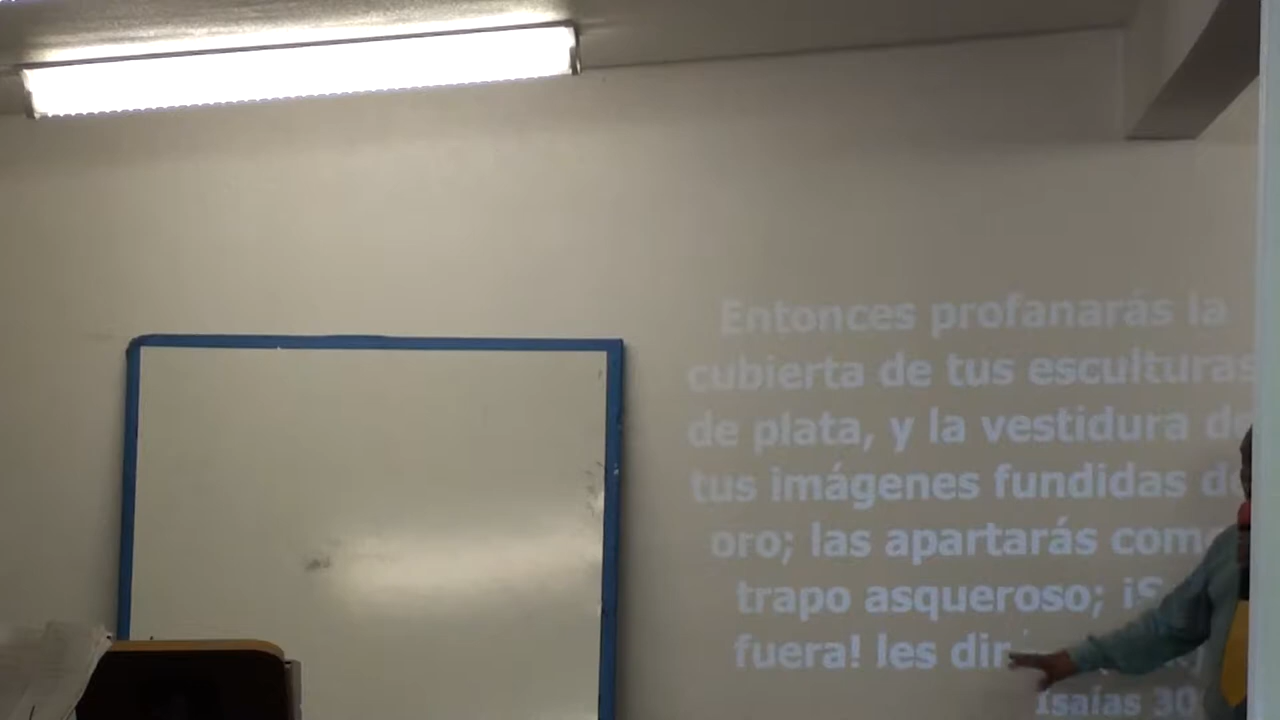 Entonces profanarás la
cubierta de tus esculturas
de plata, y la vestidura de
tus imágenes fundidas
oro; las apartarás como
trapo asqueroso;
fuera! les
Isaías 30